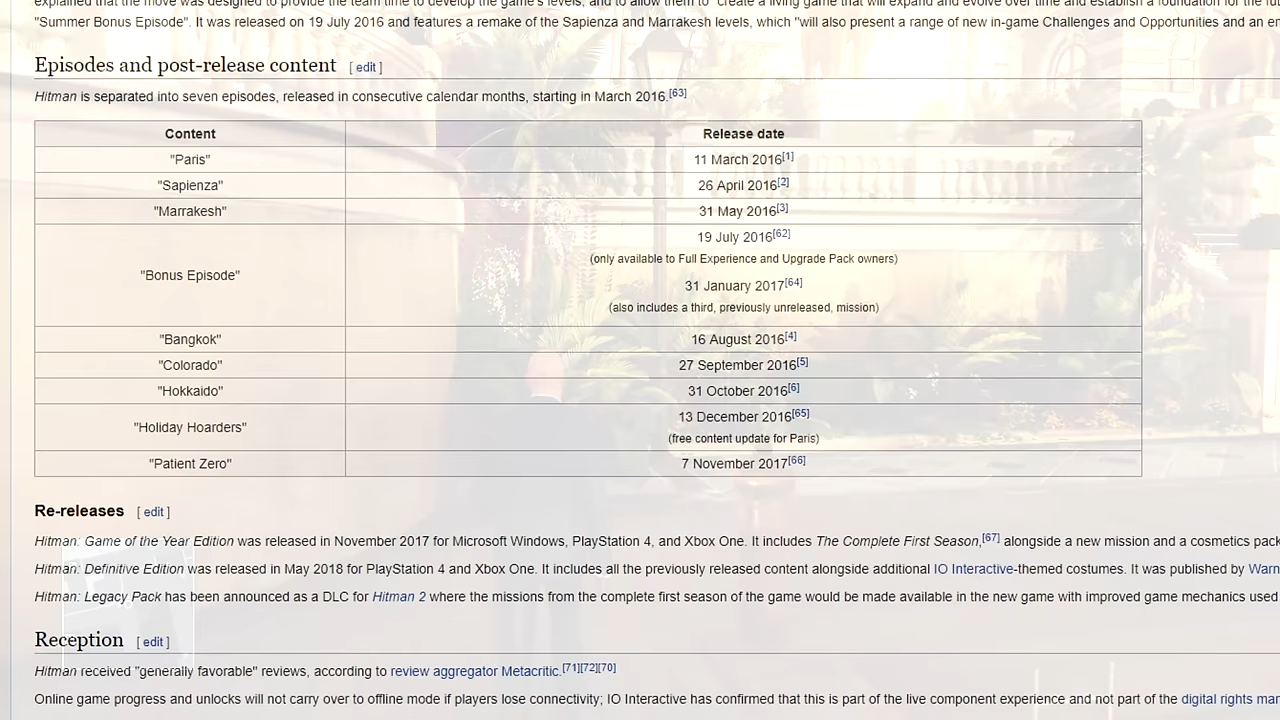 explained that the move was designed to provide the team time to develop the game's levels, and to allow them to "create a living game that will expand and evolve over time and establish a foundation for the fut
"Summer Bonus Episode". It was released on 19 July 2016 and features a remake of the Sapienza and Marrakesh levels, which "will also present a range of new in-game Challenges and Opportunities and an en
Episodes and post-release content [ edit ]
Hitman is separated into seven episodes, released in consecutive calendar months, starting in March 2016.[63]
Content Release date
"Paris" 11 March 2016[1]
"Sapienza" 26 April 2016[2]
"Marrakesh" 31 May 2016[3]
"Bonus Episode" 19 July 2016[62]
(only available to Full Experience and Upgrade Pack owners)
31 January 2017[64]
(also includes a third, previously unreleased, mission)
"Bangkok" 16 August 2016[4]
"Colorado" 27 September 2016[5]
"Hokkaido" 31 October 2016[6]
"Holiday Hoarders" 13 December 2016[65]
(free content update for Paris)
"Patient Zero" 7 November 2017[66]
Re-releases [ edit ]
Hitman: Game of the Year Edition was released in November 2017 for Microsoft Windows, PlayStation 4, and Xbox One. It includes The Complete First Season,[67] alongside a new mission and a cosmetics pack
Hitman: Definitive Edition was released in May 2018 for PlayStation 4 and Xbox One. It includes all the previously released content alongside additional IO Interactive-themed costumes. It was published by Warn
Hitman: Legacy Pack has been announced as a DLC for Hitman 2 where the missions from the complete first season of the game would be made available in the new game with improved game mechanics used
Reception [ edit ]
Hitman received "generally favorable" reviews, according to review aggregator Metacritic.[71][72][70]
Online game progress and unlocks will not carry over to offline mode if players lose connectivity; IO Interactive has confirmed that this is part of the live component experience and not part of the digital rights mar